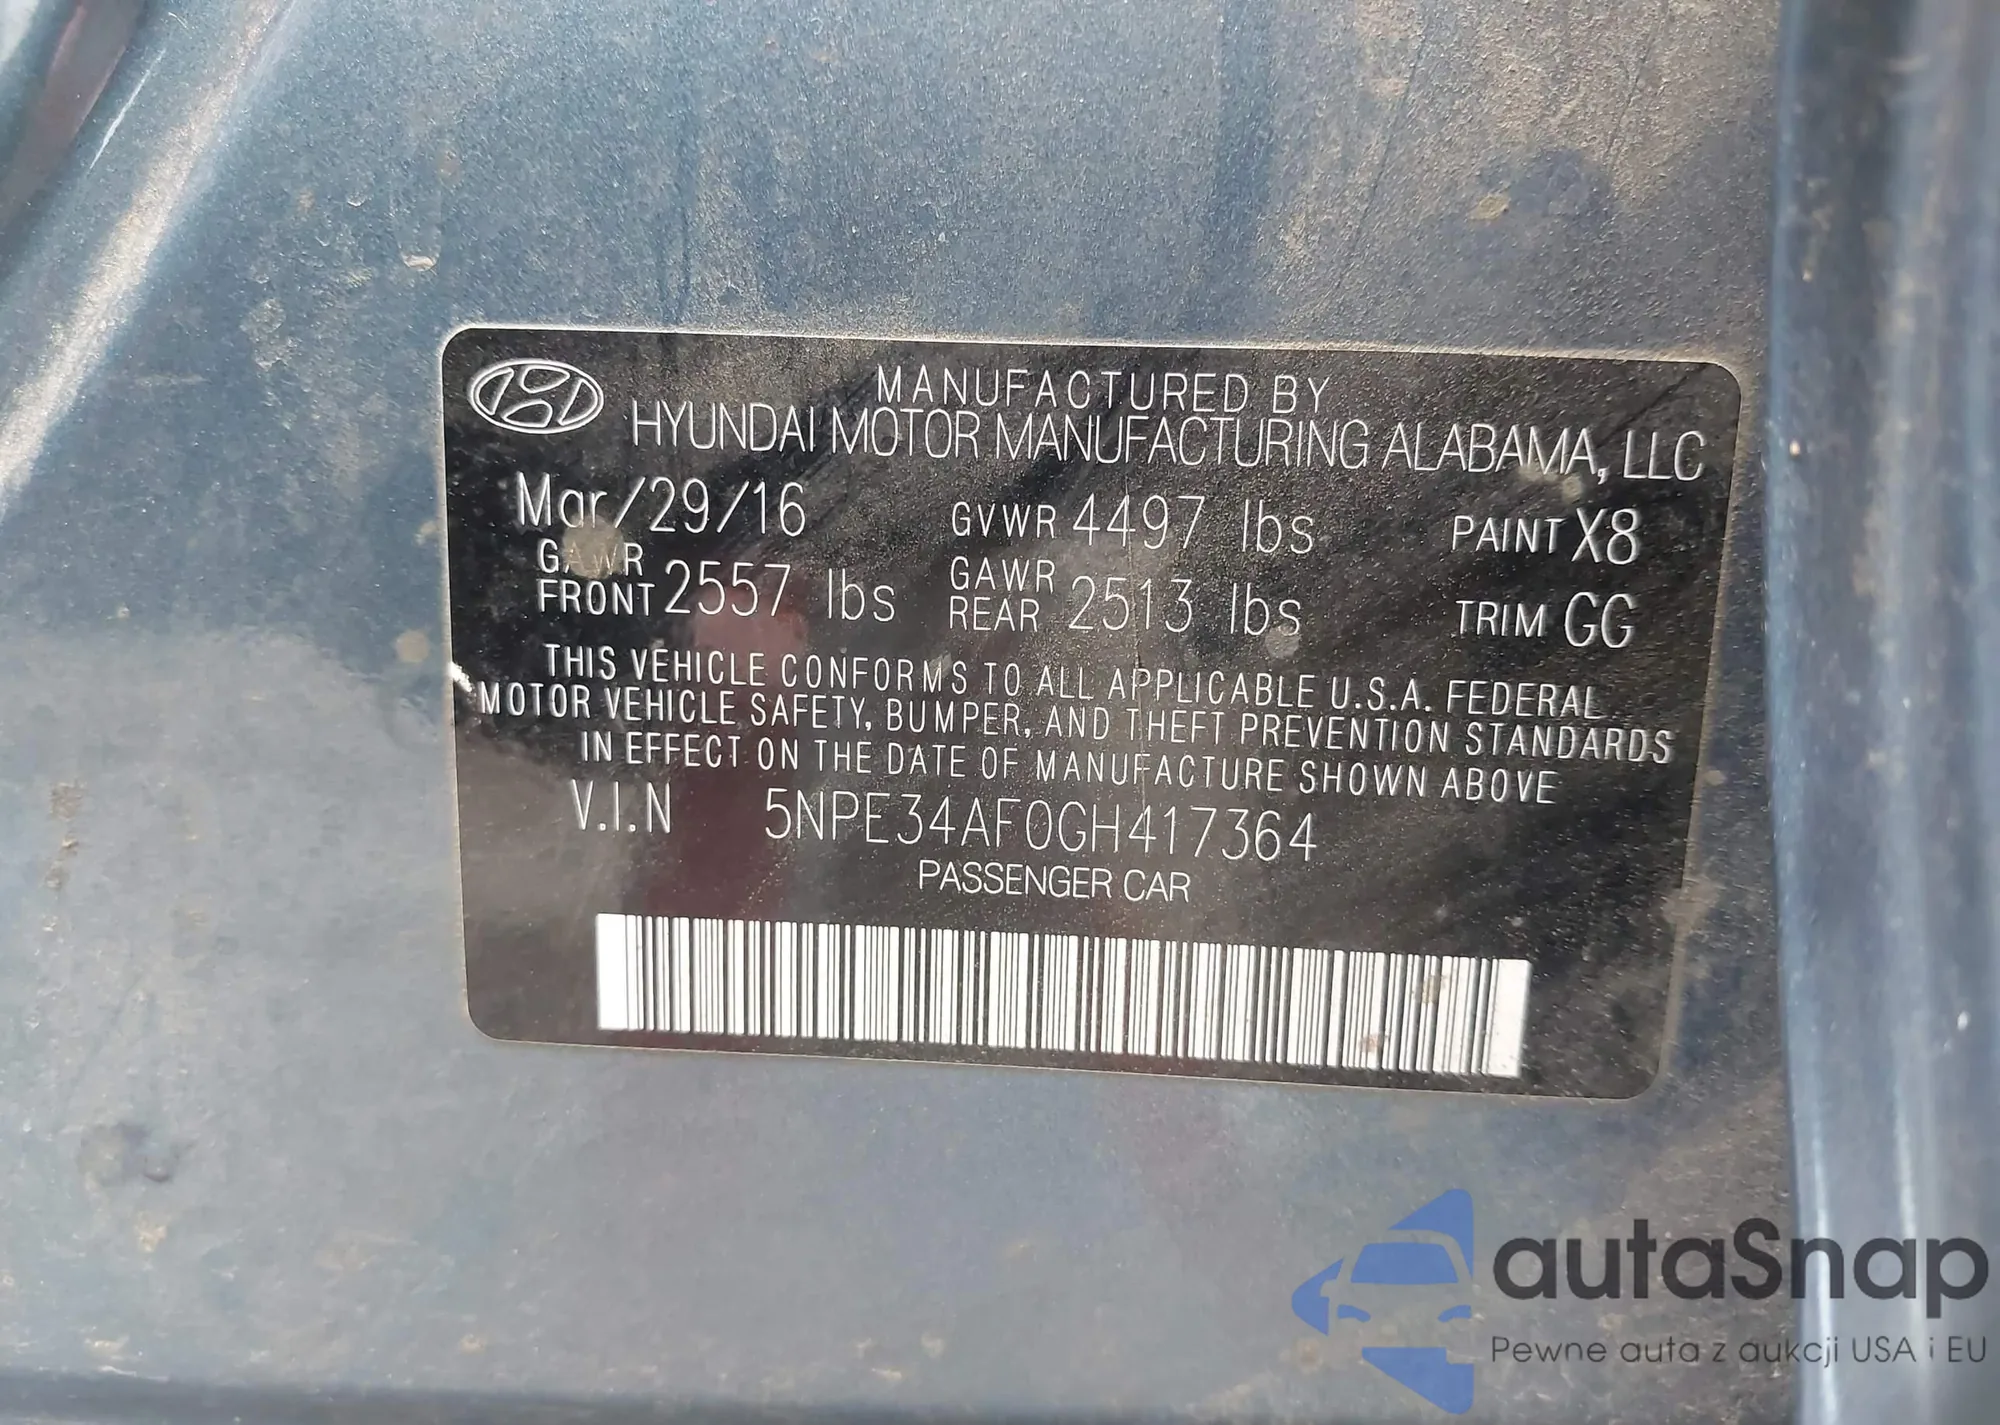 MANUFACTURED BY
HYUNDAI MOTOR MANUFACTURING ALABAMA, LLC
Mar/29/16 GVWR 4497 lbs PAINT X8
GAWR FRONT 2557 lbs GAWR REAR 2513 lbs TRIM GG
THIS VEHICLE CONFORMS TO ALL APPLICABLE U.S.A. FEDERAL
MOTOR VEHICLE SAFETY, BUMPER, AND THEFT PREVENTION STANDARDS
IN EFFECT ON THE DATE OF MANUFACTURE SHOWN ABOVE
V.I.N 5NPE34AF0GH417364
PASSENGER CAR
autaSnap
Pewne auta z aukcji USA i EU